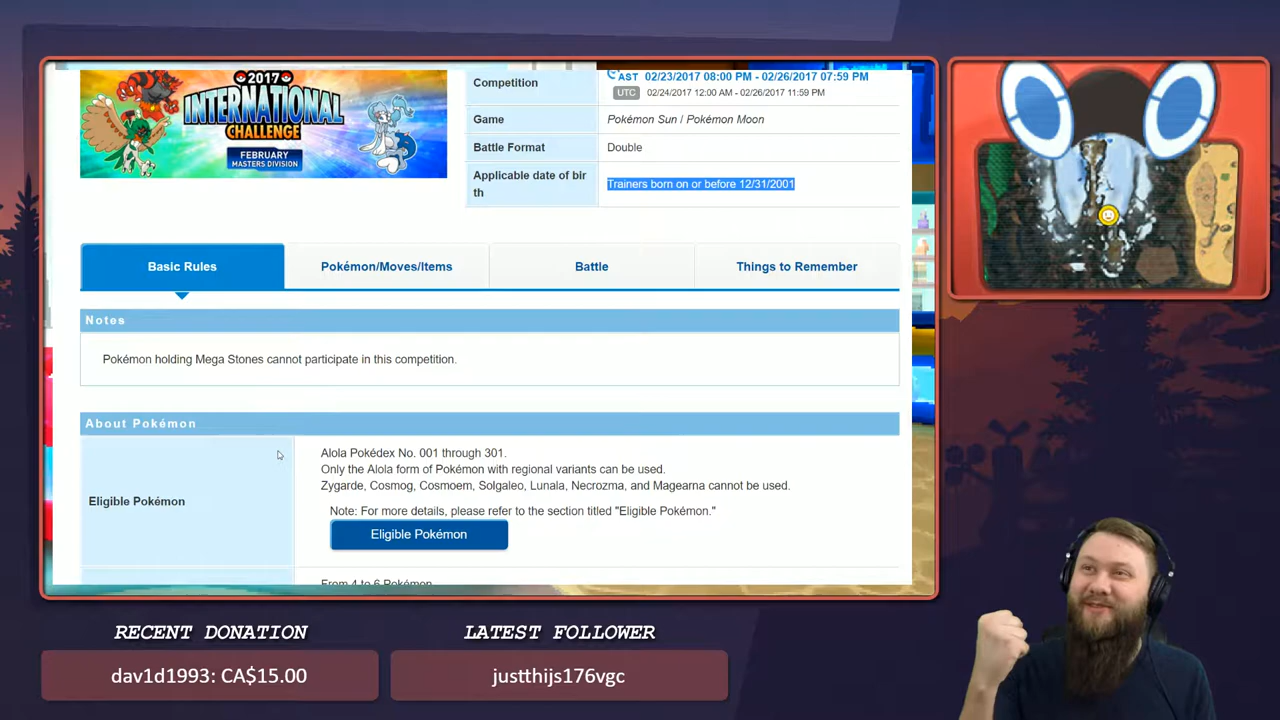 2017
INTERNATIONAL
CHALLENGE
FEBRUARY
MASTERS DIVISION
Competition
AST 02/23/2017 08:00 PM - 02/26/2017 07:59 PM
UTC 02/24/2017 12:00 AM - 02/26/2017 11:59 PM
Game
Pokémon Sun / Pokémon Moon
Battle Format
Double
Applicable date of bir
th
Trainers born on or before 12/31/2001
Basic Rules
Pokémon/Moves/Items
Battle
Things to Remember
Notes
Pokémon holding Mega Stones cannot participate in this competition.
About Pokémon
Eligible Pokémon
Alola Pokédex No. 001 through 301.
Only the Alola form of Pokémon with regional variants can be used.
Zygarde, Cosmog, Cosmoem, Solgaleo, Lunala, Necrozma, and Magearna cannot be used.
Note: For more details, please refer to the section titled "Eligible Pokémon."
Eligible Pokémon
From 4 to 6 Pokémon
RECENT DONATION
dav1d1993: CA$15.00
LATEST FOLLOWER
justthijs176vgc